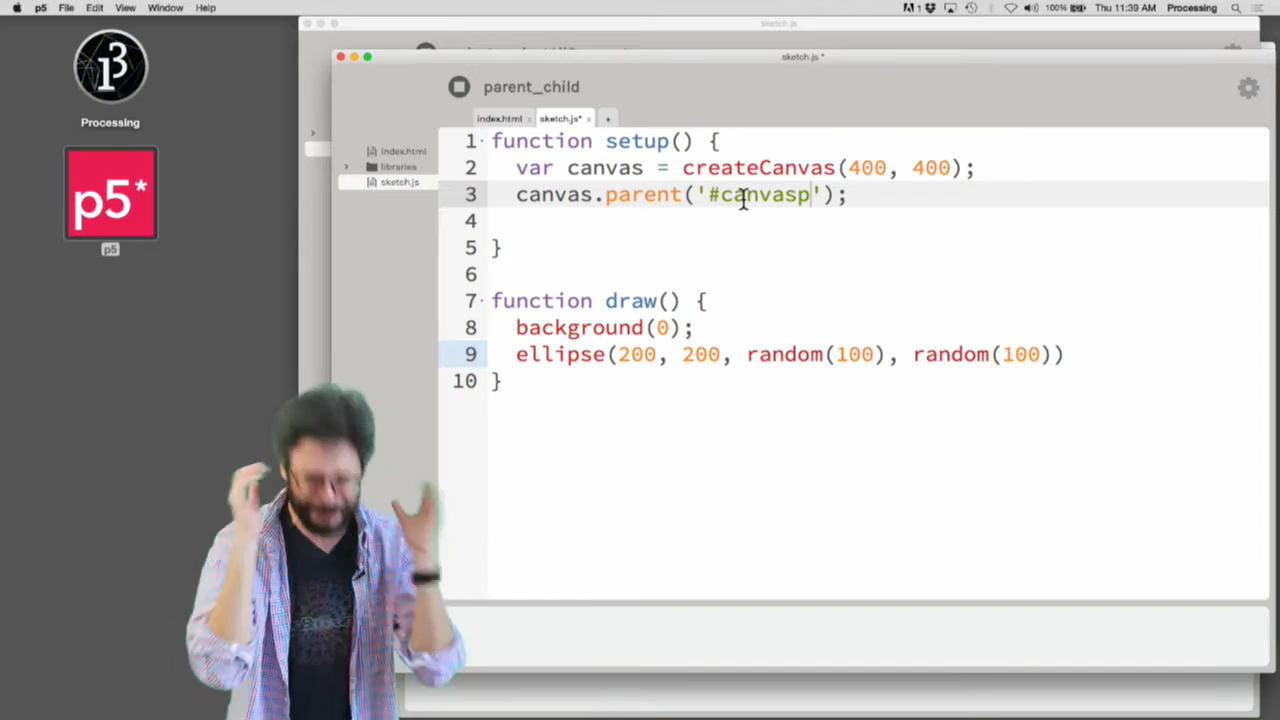 p5 File Edit View Window Help
1 100% Thu 11:39 AM Processing
sketch.js
sketch.js *
parent_child
index.html × sketch.js* × +
index.html
libraries
sketch.js
Processing
p5*
p5
1 function setup() {
2 var canvas = createCanvas(400, 400);
3 canvas.parent('#canvasp');
4
5 }
6
7 function draw() {
8 background(0);
9 ellipse(200, 200, random(100), random(100))
10 }